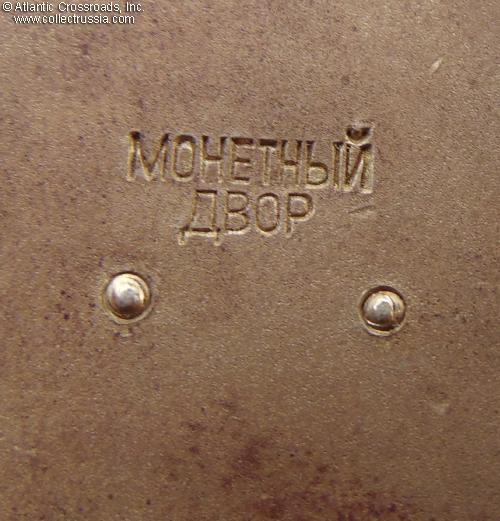 © Atlantic Crossroads, Inc.
www.collectrussia.com
МОНЕТНЫЙ
ДВОР